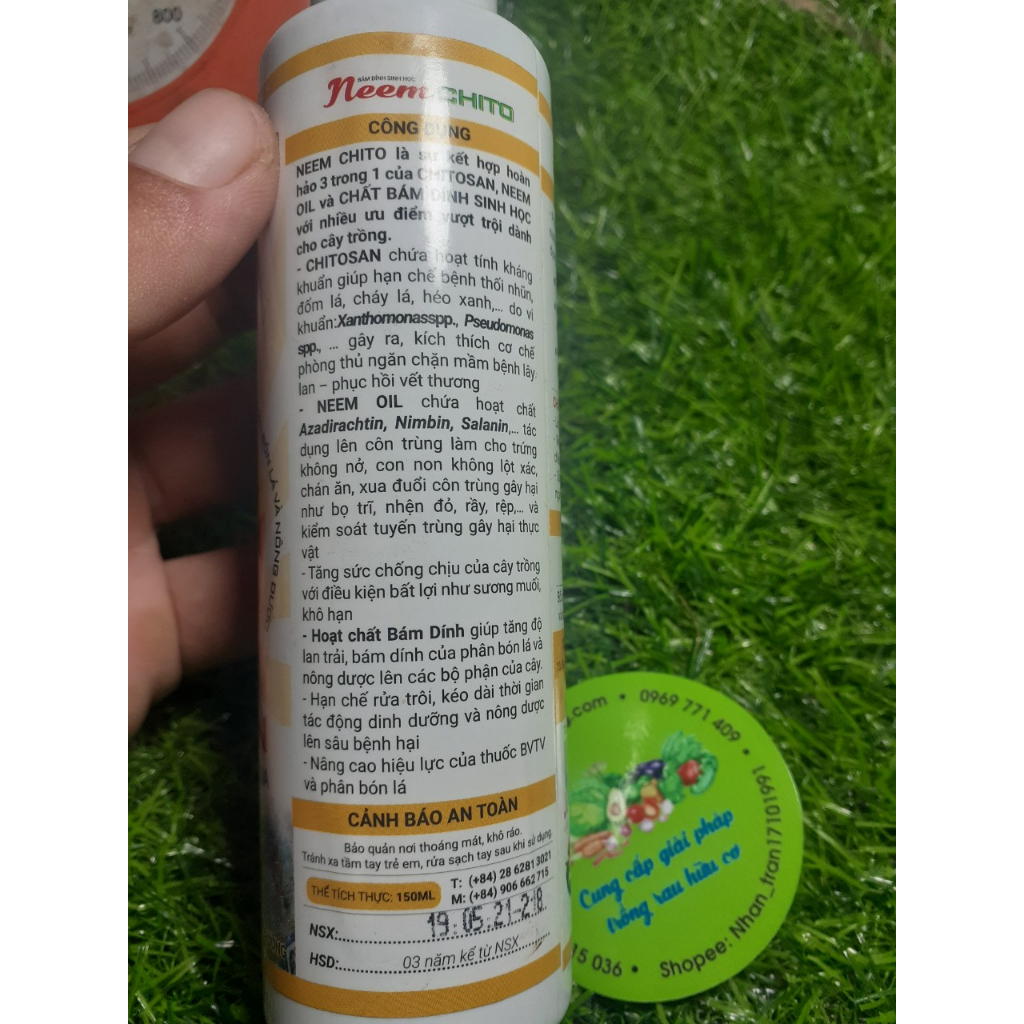 800
BÁM DÍNH SINH HỌC
Neem CHITO
CÔNG DỤNG
NEEM CHITO là sự kết hợp hoàn
hảo 3 trong 1 của CHITOSAN, NEEM
OIL và CHẤT BÁM DÍNH SINH HỌC
với nhiều ưu điểm vượt trội dành
cho cây trồng.
- CHITOSAN chứa hoạt tính kháng
khuẩn giúp hạn chế bệnh thối nhũn,
đốm lá, cháy lá, héo xanh,... do vi
khuẩn:Xanthomonasspp., Pseudomonas
spp., ... gây ra, kích thích cơ chế
phòng thủ ngăn chặn mầm bệnh lây
lan – phục hồi vết thương
- NEEM OIL chứa hoạt chất
Azadirachtin, Nimbin, Salanin,... tác
dụng lên côn trùng làm cho trứng
không nở, con non không lột xác,
chán ăn, xua đuổi côn trùng gây hại
như bọ trĩ, nhện đỏ, rầy, rệp,... và
kiểm soát tuyến trùng gây hại thực
vật
- Tăng sức chống chịu của cây trồng
với điều kiện bất lợi như sương muối,
khô hạn
- Hoạt chất Bám Dính giúp tăng độ
lan trải, bám dính của phân bón lá và
nông dược lên các bộ phận của cây.
- Hạn chế rửa trôi, kéo dài thời gian
tác động dinh dưỡng và nông dược
lên sâu bệnh hại
- Nâng cao hiệu lực của thuốc BVTV
và phân bón lá
CẢNH BÁO AN TOÀN
Bảo quản nơi thoáng mát, khô ráo.
Tránh xa tầm tay trẻ em, rửa sạch tay sau khi sử dụng.
THỂ TÍCH THỰC: 150ML
T: (+84) 28 6281 3021
M: (+84) 906 662 715
NSX: 19.05.21-218
HSD: 03 năm kể từ NSX
LÁ VÀ NÔNG DƯỢC
.com • 0969 771 409 •
Cung cấp giải pháp
trồng rau hữu cơ
15 036 • Shopee: Nhan_tran17101991